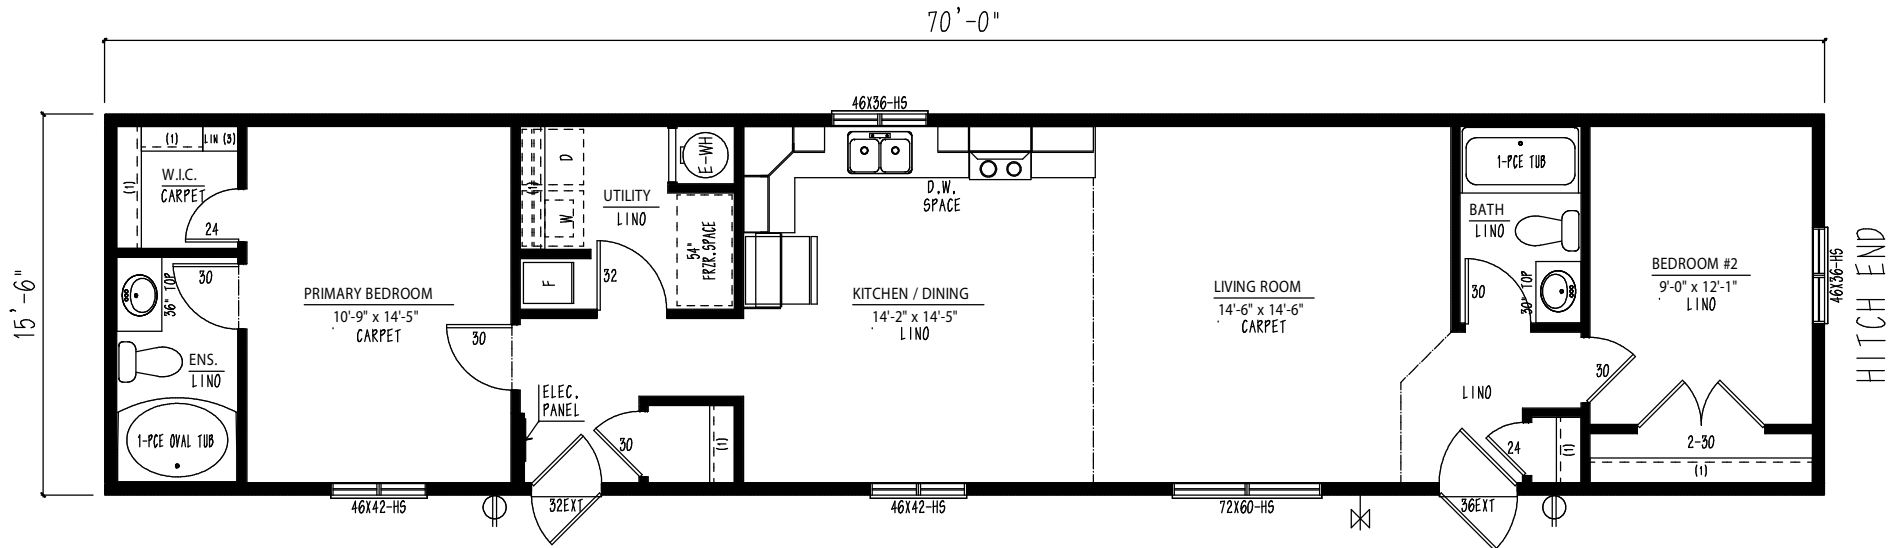 70'-0"
15'-6"
46X36-HS
(1)
LIN (3)
(1)
W.I.C.
CARPET
24
30
36" TOP
ENS.
LINO
1-PCE OVAL TUB
PRIMARY BEDROOM
10'-9" x 14'-5"
CARPET
30
46X42-HS
D
(1)
W
UTILITY
LINO
E-WH
54"
FRZR.SPACE
F
32
ELEC.
PANEL
30
(1)
32EXT
D.W.
SPACE
KITCHEN / DINING
14'-2" x 14'-5"
LINO
46X42-HS
LIVING ROOM
14'-6" x 14'-6"
CARPET
72X60-HS
1-PCE TUB
BATH
LINO
30
30" TOP
LINO
24
(1)
36EXT
BEDROOM #2
9'-0" x 12'-1"
LINO
30
2-30
(1)
46X36-HS
HITCH END